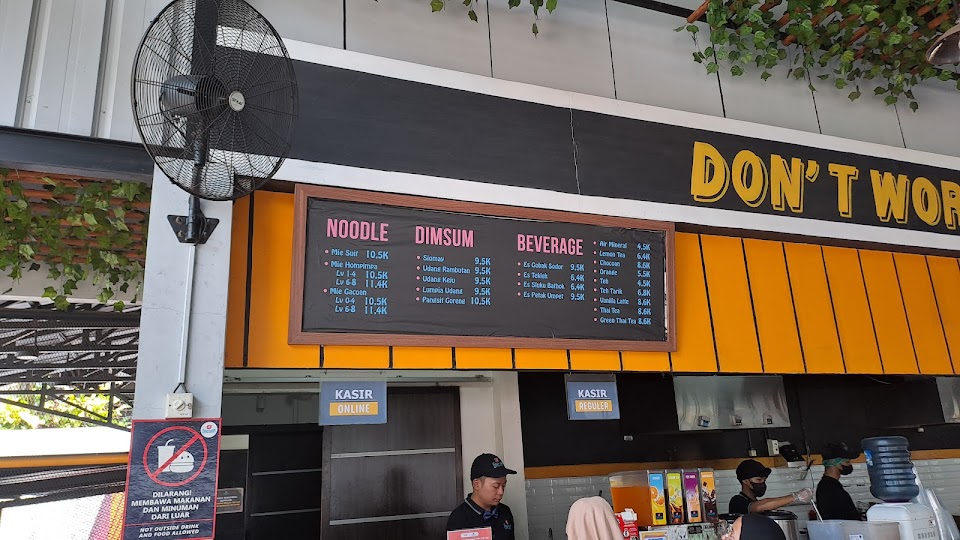 DON'T WOR
NOODLE
Mie Suir 10.5K
Mie Hompimpa
Lv 1-4 10.5K
Lv 6-8 11.4K
Mie Gacoan
Lv 0-4 10.5K
Lv 6-8 11.4K
DIMSUM
Siomay 9.5K
Udang Rambutan 9.5K
Udang Keju 9.5K
Lumpia Udang 9.5K
Pangsit Goreng 10.5K
BEVERAGE
Es Gobak Sodor 9.5K
Es Teklek 6.4K
Es Sluku Bathok 6.4K
Es Petak Umpet 9.5K
Air Mineral 4.5K
Lemon Tea 6.4K
Chocoan 8.6K
Orange 5.5K
Teh 4.5K
Teh Tarik 6.8K
Vanilla Latte 8.6K
Thai Tea 8.6K
Green Thai Tea 8.6K
KASIR
ONLINE
KASIR
REGULER
DILARANG
MEMBAWA MAKANAN
DAN MINUMAN
DARI LUAR
NOT OUTSIDE DRINK
AND FOOD ALLOWED